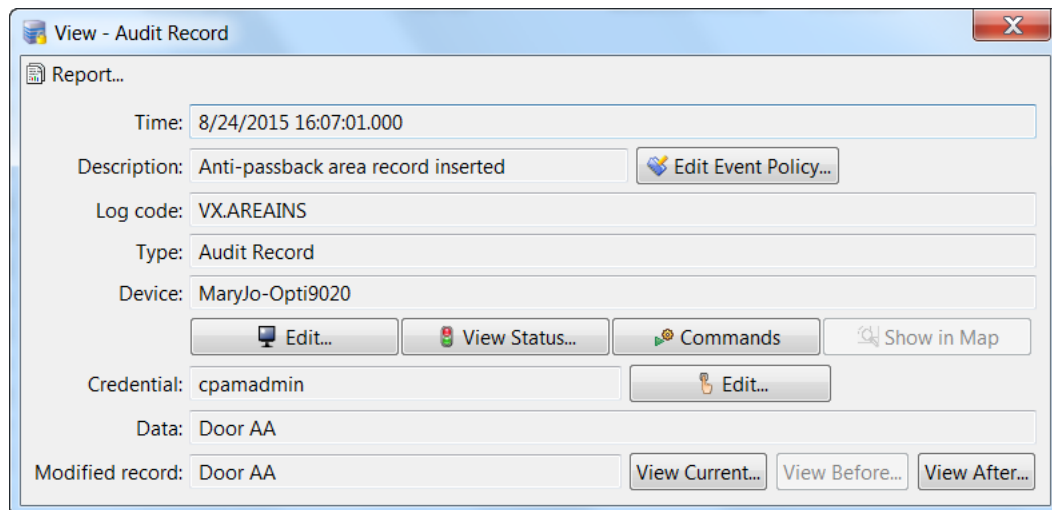 View - Audit Record
Report...
Time: 8/24/2015 16:07:01.000
Description: Anti-passback area record inserted Edit Event Policy...
Log code: VX.AREAINS
Type: Audit Record
Device: MaryJo-Opti9020
Edit... View Status... Commands Show in Map
Credential: cpamadmin Edit...
Data: Door AA
Modified record: Door AA View Current... View Before... View After...